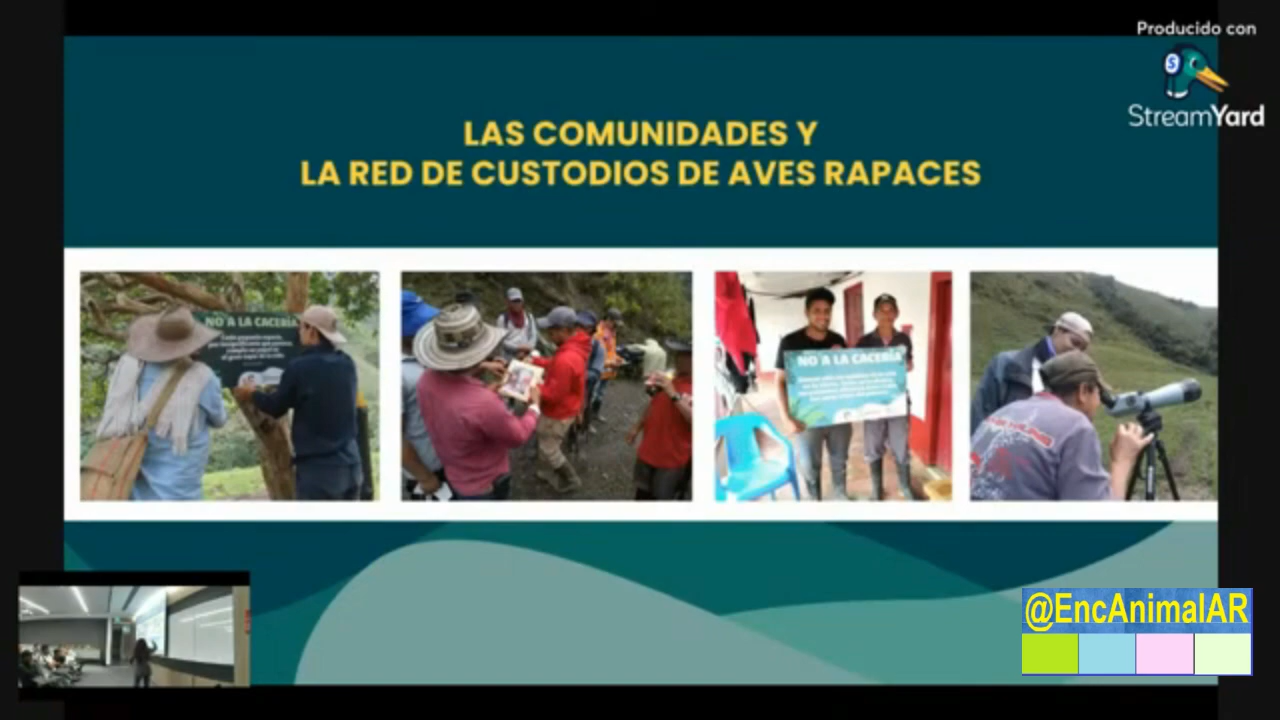 Producido con
S
StreamYard
LAS COMUNIDADES Y
LA RED DE CUSTODIOS DE AVES RAPACES
NO A LA CACERÍA
NO A LA CACERÍA
@EncAnimalAR